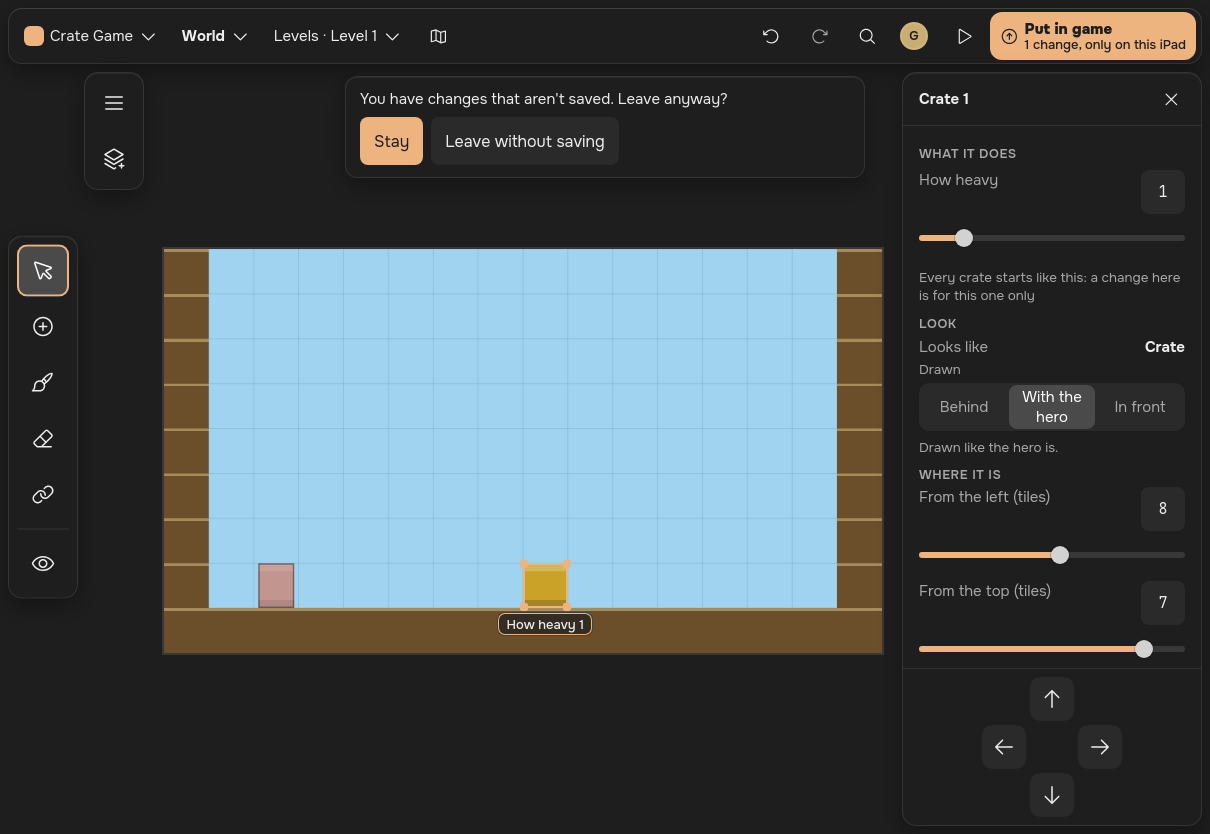 Crate Game
World
Levels · Level 1
G
Put in game
1 change, only on this iPad
You have changes that aren't saved. Leave anyway?
Stay
Leave without saving
Crate 1
WHAT IT DOES
How heavy
1
Every crate starts like this: a change here
is for this one only
LOOK
Looks like
Crate
Drawn
Behind
With the
hero
In front
Drawn like the hero is.
WHERE IT IS
From the left (tiles)
8
From the top (tiles)
7
How heavy 1